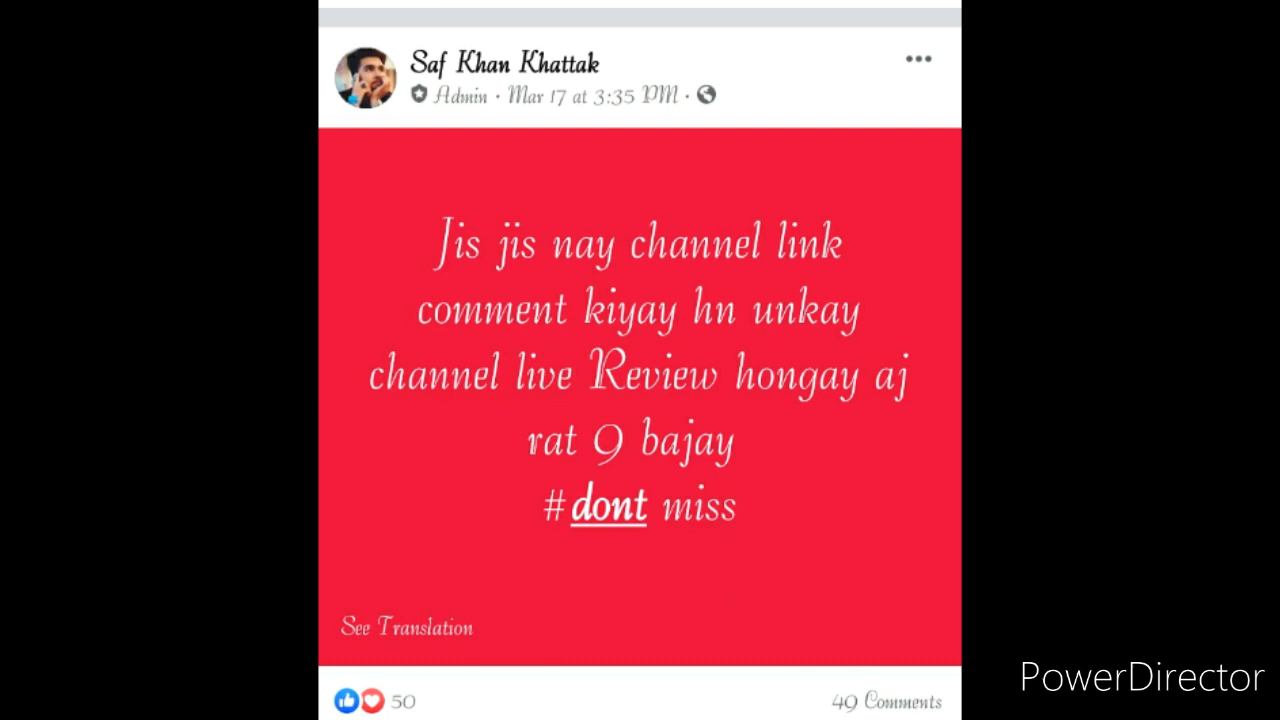 Saf Khan Khattak
Admin · Mar 17 at 3:35 PM ·
Jis jis nay channel link
comment kiyay hn unkay
channel live Review hongay aj
rat 9 bajay
#dont miss
See Translation
50
49 Comments
PowerDirector